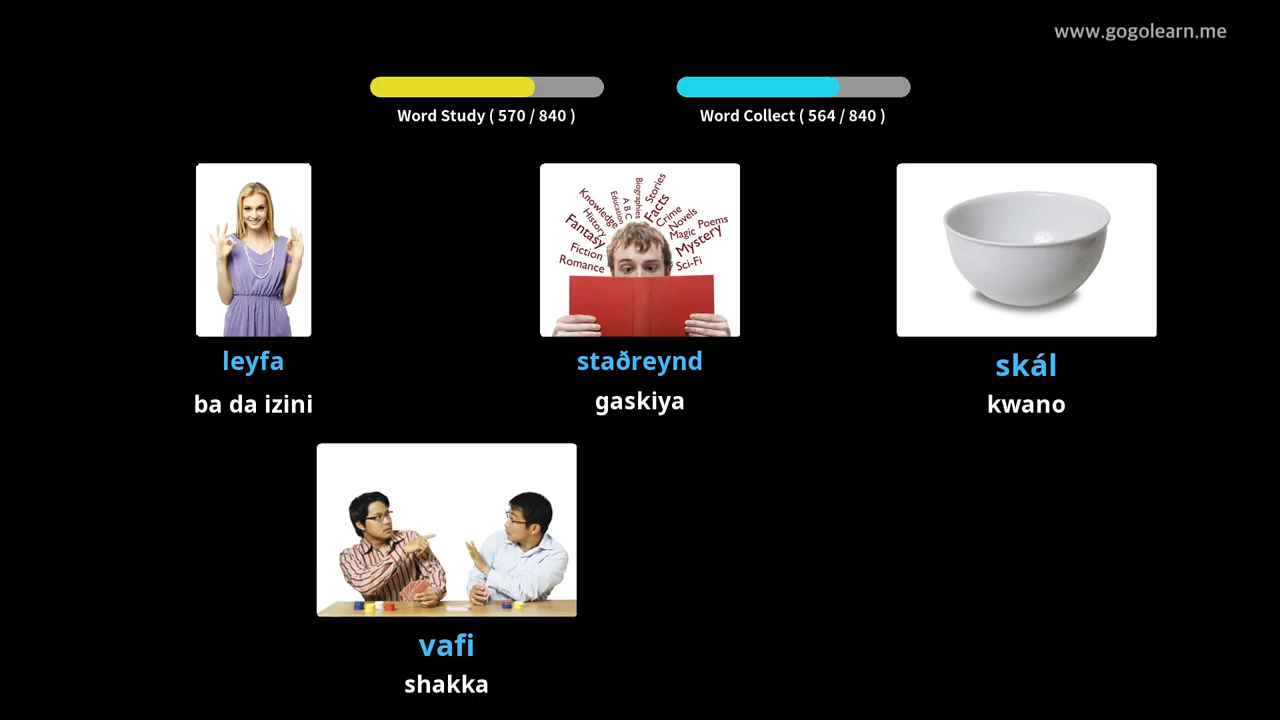 www.gogolearn.me
Word Study ( 570 / 840 )
Word Collect ( 564 / 840 )
Knowledge
Education
A B C
Biographies
Stories
Facts
Crime
History
Novels
Fantasy
Magic
Poems
Mystery
Fiction
Romance
Sci-Fi
leyfa
staðreynd
skál
ba da izini
gaskiya
kwano
vafi
shakka